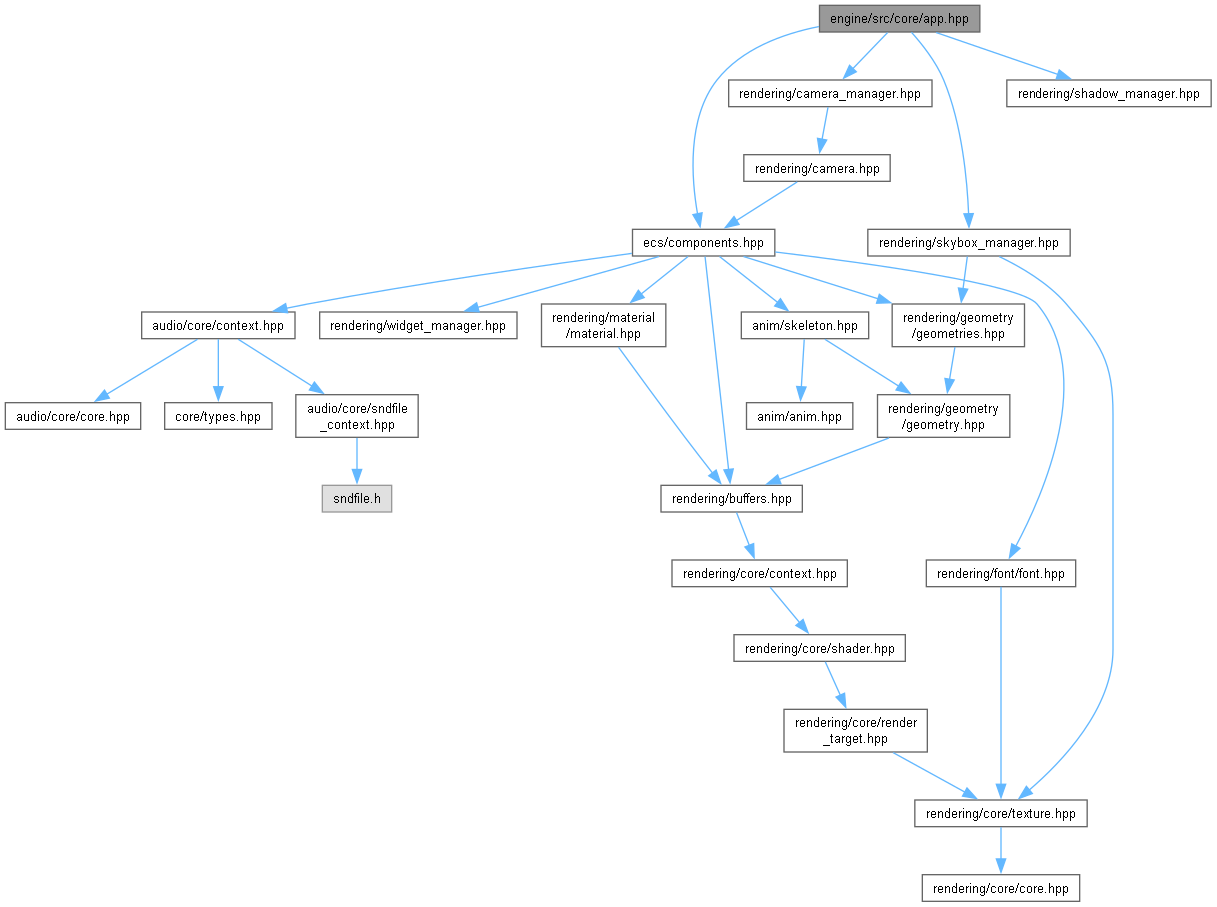 engine/src/core/app.hpp
rendering/camera_manager.hpp
rendering/shadow_manager.hpp
rendering/camera.hpp
ecs/components.hpp
rendering/skybox_manager.hpp
audio/core/context.hpp
rendering/widget_manager.hpp
rendering/material
/material.hpp
anim/skeleton.hpp
rendering/geometry
/geometries.hpp
audio/core/core.hpp
core/types.hpp
audio/core/sndfile
_context.hpp
anim/anim.hpp
rendering/geometry
/geometry.hpp
sndfile.h
rendering/buffers.hpp
rendering/core/context.hpp
rendering/font/font.hpp
rendering/core/shader.hpp
rendering/core/render
_target.hpp
rendering/core/texture.hpp
rendering/core/core.hpp